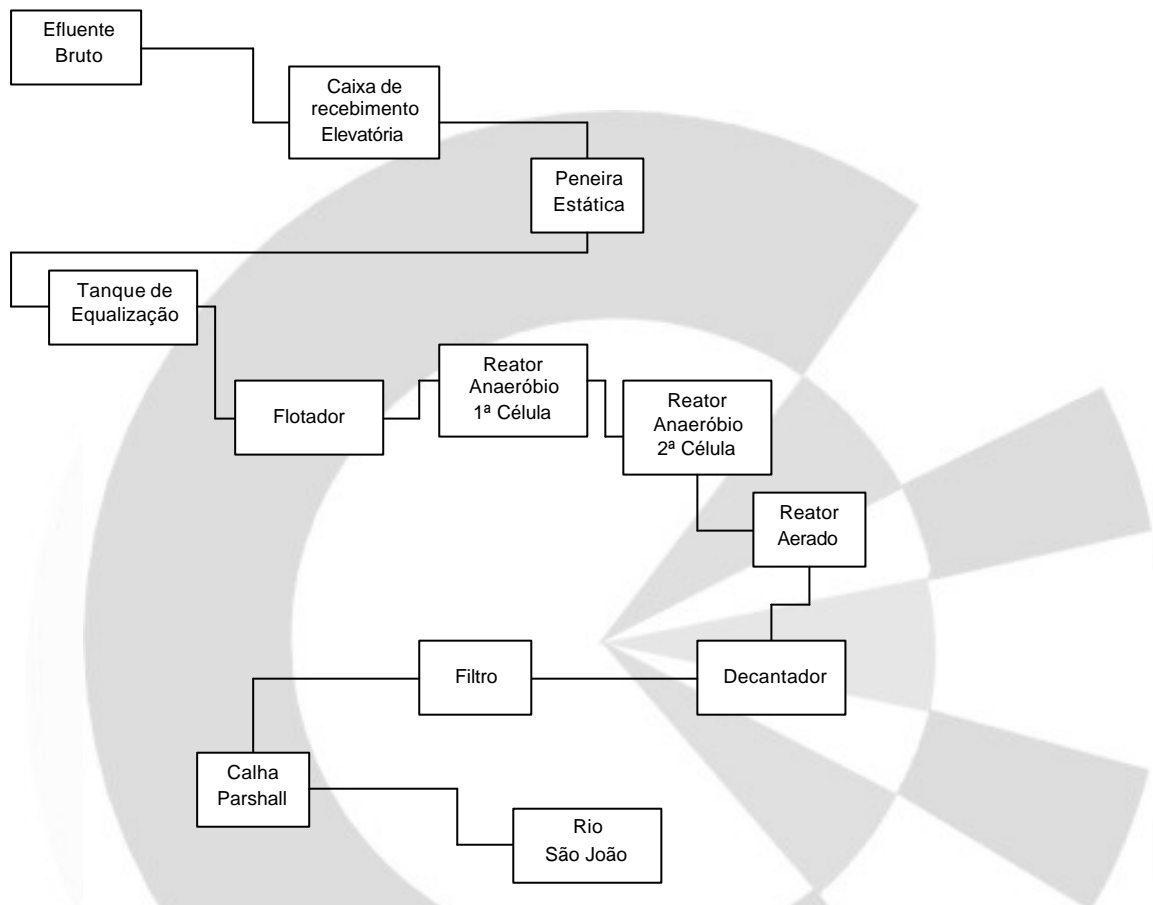 Efluente
Bruto
Caixa de
recebimento
Elevatória
Peneira
Estática
Tanque de
Equalização
Flotador
Reator
Anaeróbio
1ª Célula
Reator
Anaeróbio
2ª Célula
Reator
Aerado
Decantador
Filtro
Calha
Parshall
Rio
São João